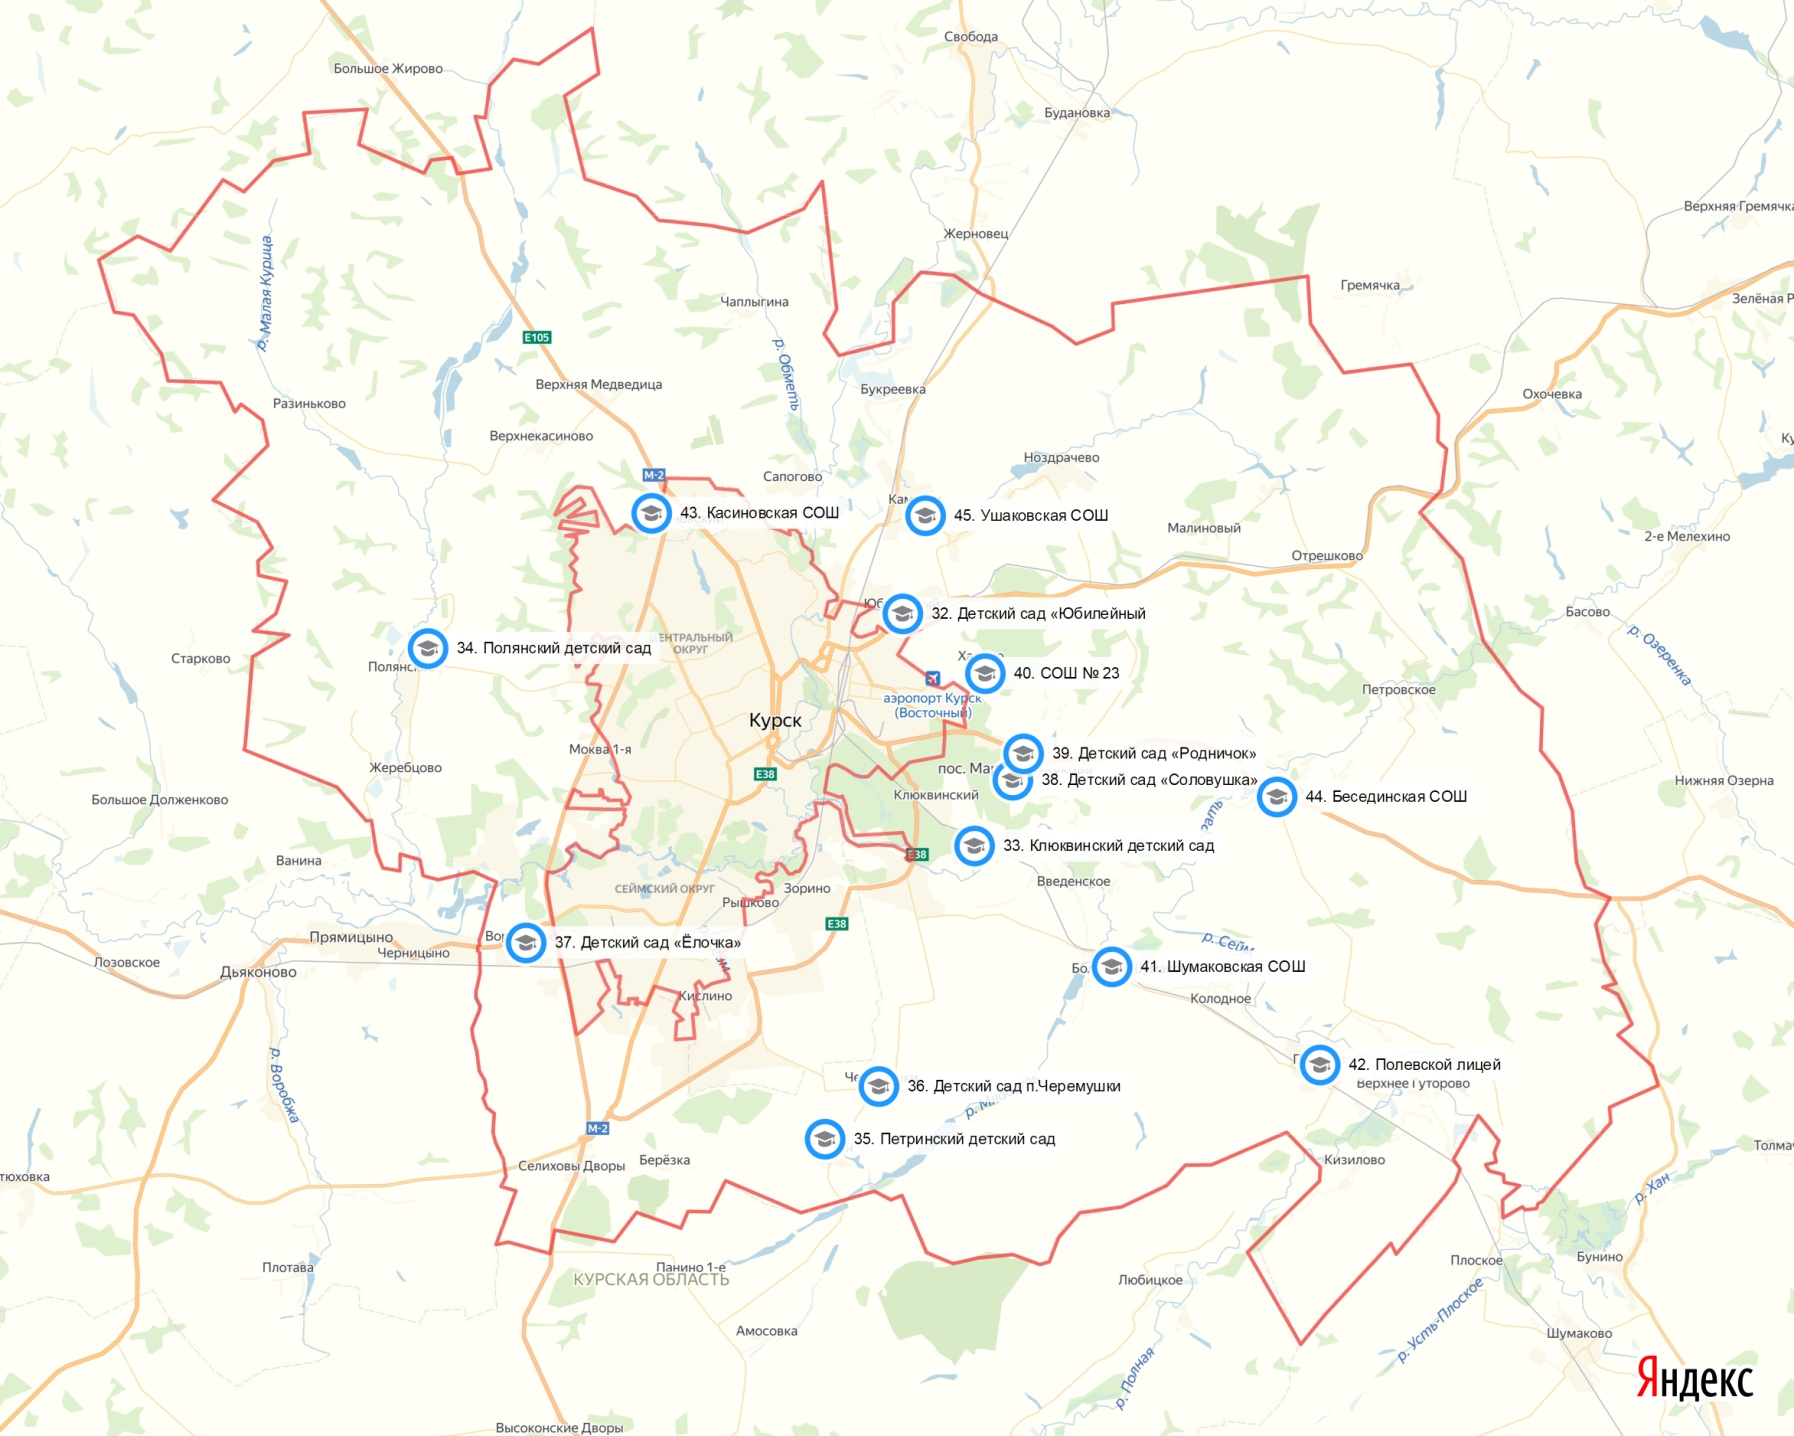 Свобода
Большое Жирово
Будановка
Верхняя Гремячка
Жерновец
р. Малая Курица
Гремячка
Чаплыгина
Зелёная Р
E105
р. Обметь
Верхняя Медведица
Букреевка
Охочевка
Разиньково
Верхнекасиново
Ноздрачево
М-2
Сапогово
43. Касиновская СОШ
45. Ушаковская СОШ
Малиновый
2-е Мелехино
Отрешково
32. Детский сад «Юбилейный
Басово
р. Озеренка
ЦЕНТРАЛЬНЫЙ
ОКРУГ
34. Полянский детский сад
Старково
40. СОШ № 23
Петровское
аэропорт Курск
(Восточный)
Курск
Моква 1-я
39. Детский сад «Родничок»
Жеребцово
E38
пос.
38. Детский сад «Соловушка»
Нижняя Озерна
Клюквинский
44. Бесединская СОШ
Большое Долженково
33. Клюквинский детский сад
E38
Ванина
Введенское
СЕЙМСКИЙ ОКРУГ
Зорино
Рышково
E38
Прямицыно
37. Детский сад «Ёлочка»
р. Сейм
Черницыно
Лозовское
Дьяконово
41. Шумаковская СОШ
Кислино
Колодное
42. Полевской лицей
р. Воробжа
Верхнее Гуторово
36. Детский сад п.Черемушки
М-2
35. Петринский детский сад
Толмач
Берёзка
Селиховы Дворы
Кизилово
тюховка
р. Хан
Бунино
Плоское
Плотава
Панино 1-е
КУРСКАЯ ОБЛАСТЬ
Любицкое
р. Усть-Плоское
Амосовка
Шумаково
р. Полная
Яндекс
Высоконские Дворы